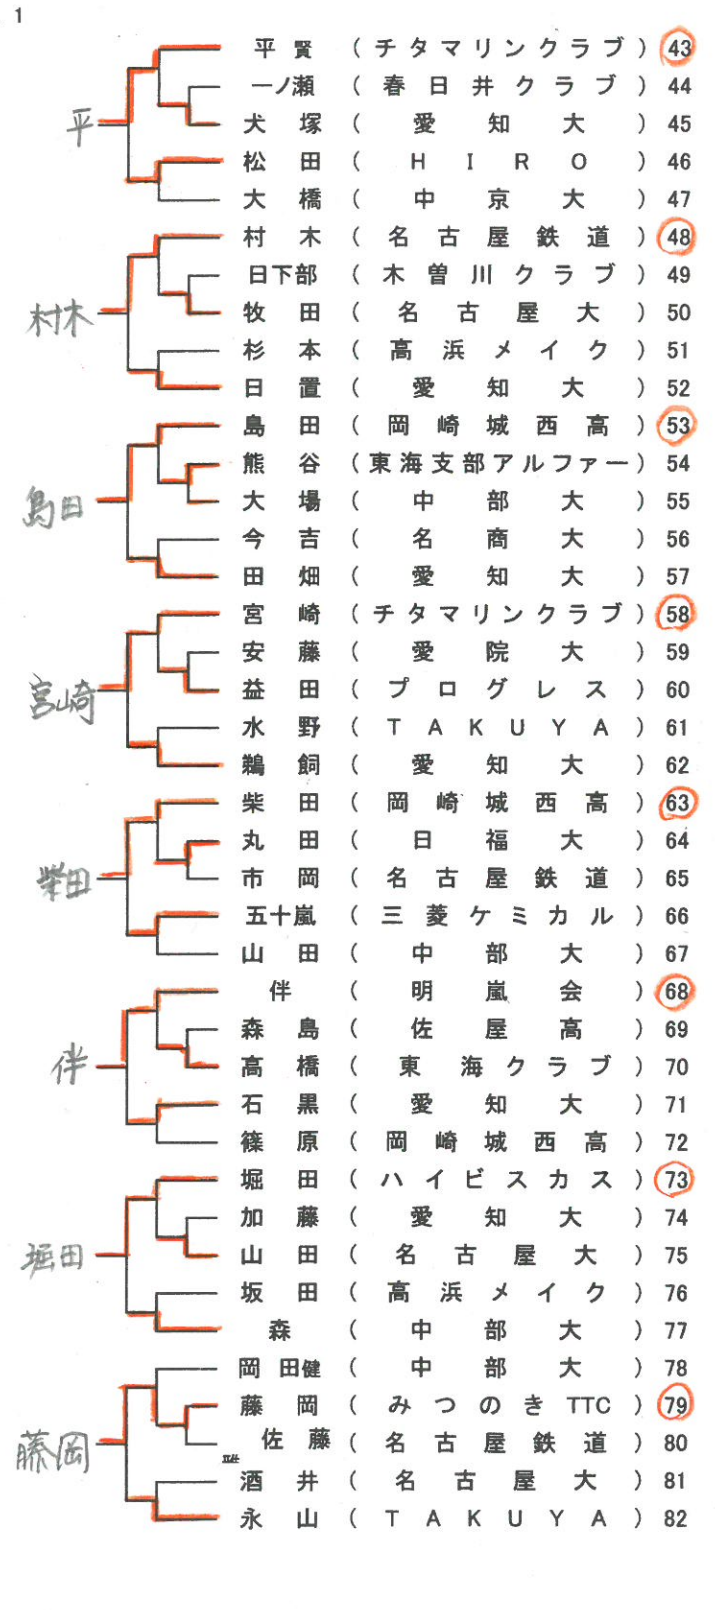 1
平 賢 （チタマリンクラブ） 43
一ノ瀬 （春日井クラブ） 44
平 犬塚 （愛知大） 45
松田 （HIRO） 46
大橋 （中京大） 47
村木 （名古屋鉄道） 48
日下部 （木曽川クラブ） 49
村木 牧田 （名古屋大） 50
杉本 （高浜メイク） 51
日置 （愛知大） 52
島田 （岡崎城西高） 53
熊谷 （東海支部アルファー） 54
島田 大場 （中部大） 55
今吉 （名商大） 56
田畑 （愛知大） 57
宮崎 （チタマリンクラブ） 58
安藤 （愛院大） 59
宮崎 益田 （プログレス） 60
水野 （TAKUYA） 61
鵜飼 （愛知大） 62
柴田 （岡崎城西高） 63
丸田 （日福大） 64
柴田 市岡 （名古屋鉄道） 65
五十嵐 （三菱ケミカル） 66
山田 （中部大） 67
伴 （明嵐会） 68
森島 （佐屋高） 69
伴 高橋 （東海クラブ） 70
石黒 （愛知大） 71
篠原 （岡崎城西高） 72
堀田 （ハイビスカス） 73
加藤 （愛知大） 74
堀田 山田 （名古屋大） 75
坂田 （高浜メイク） 76
森 （中部大） 77
岡田健 （中部大） 78
藤岡 （みつのきTTC） 79
藤岡 佐藤 （名古屋鉄道） 80
酒井 （名古屋大） 81
永山 （TAKUYA） 82